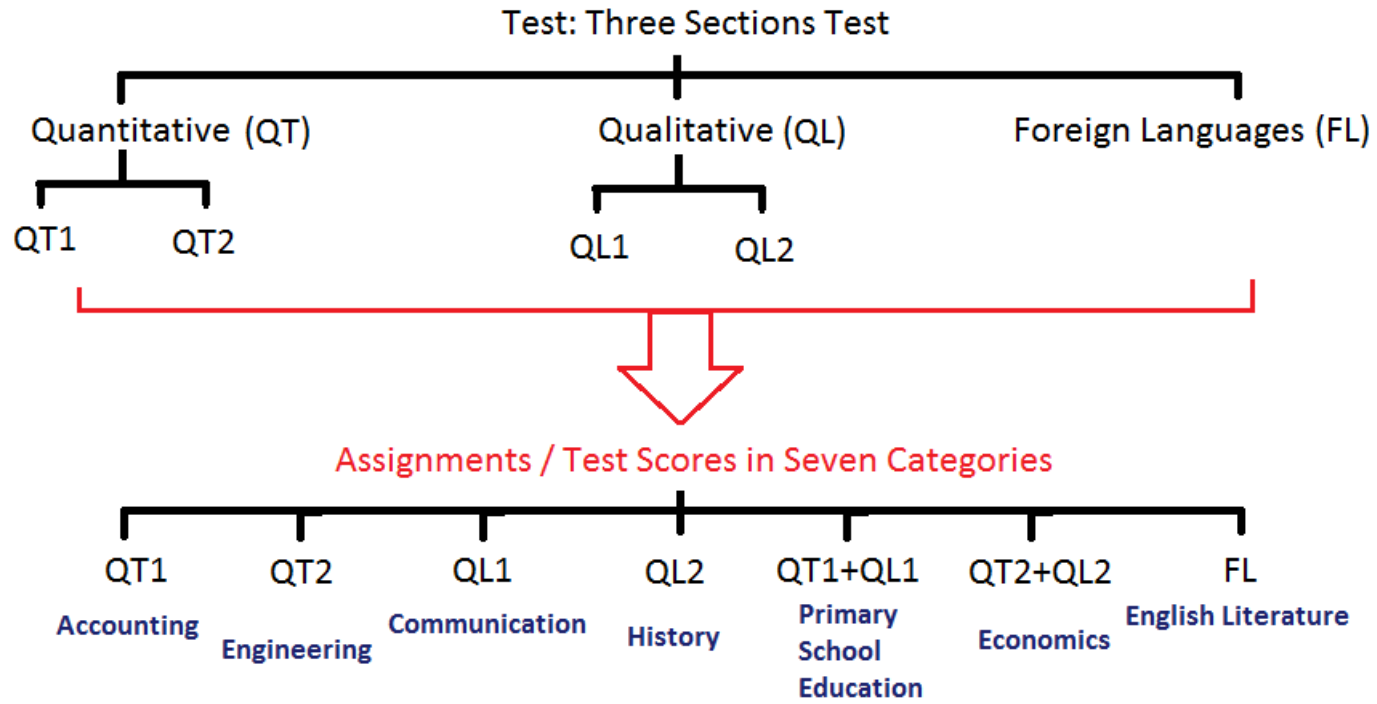 Test: Three Sections Test
Quantitative (QT)
Qualitative (QL)
Foreign Languages (FL)
QT1
QT2
QL1
QL2
Assignments / Test Scores in Seven Categories
QT1
QT2
QL1
QL2
QT1+QL1
QT2+QL2
FL
Accounting
Engineering
Communication
History
Primary
School
Education
Economics
English Literature